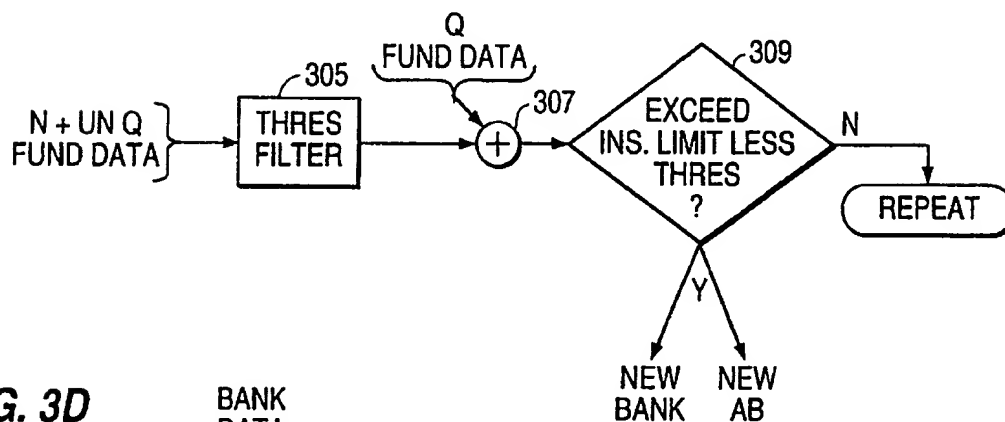 Q
FUND DATA
305
307
309
N + UN Q
FUND DATA
THRES
FILTER
+
EXCEED
INS. LIMIT LESS
THRES
?
N
REPEAT
Y
NEW
BANK
NEW
AB
G. 3D
BANK